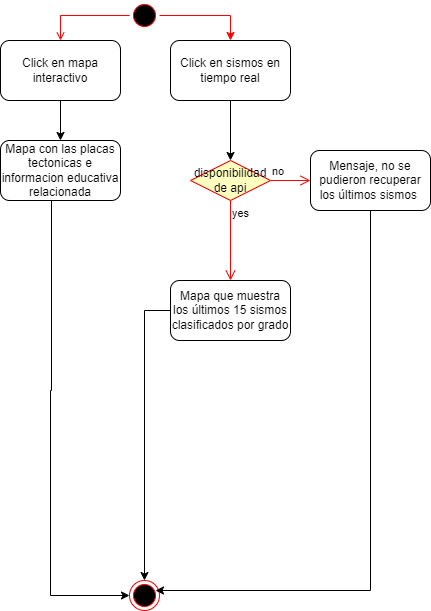 Click en mapa
interactivo
Click en sismos en
tiempo real
Mapa con las placas
tectonicas e
informacion educativa
relacionada
disponibilidad
de api
no
yes
Mensaje, no se
pudieron recuperar
los últimos sismos
Mapa que muestra
los últimos 15 sismos
clasificados por grado